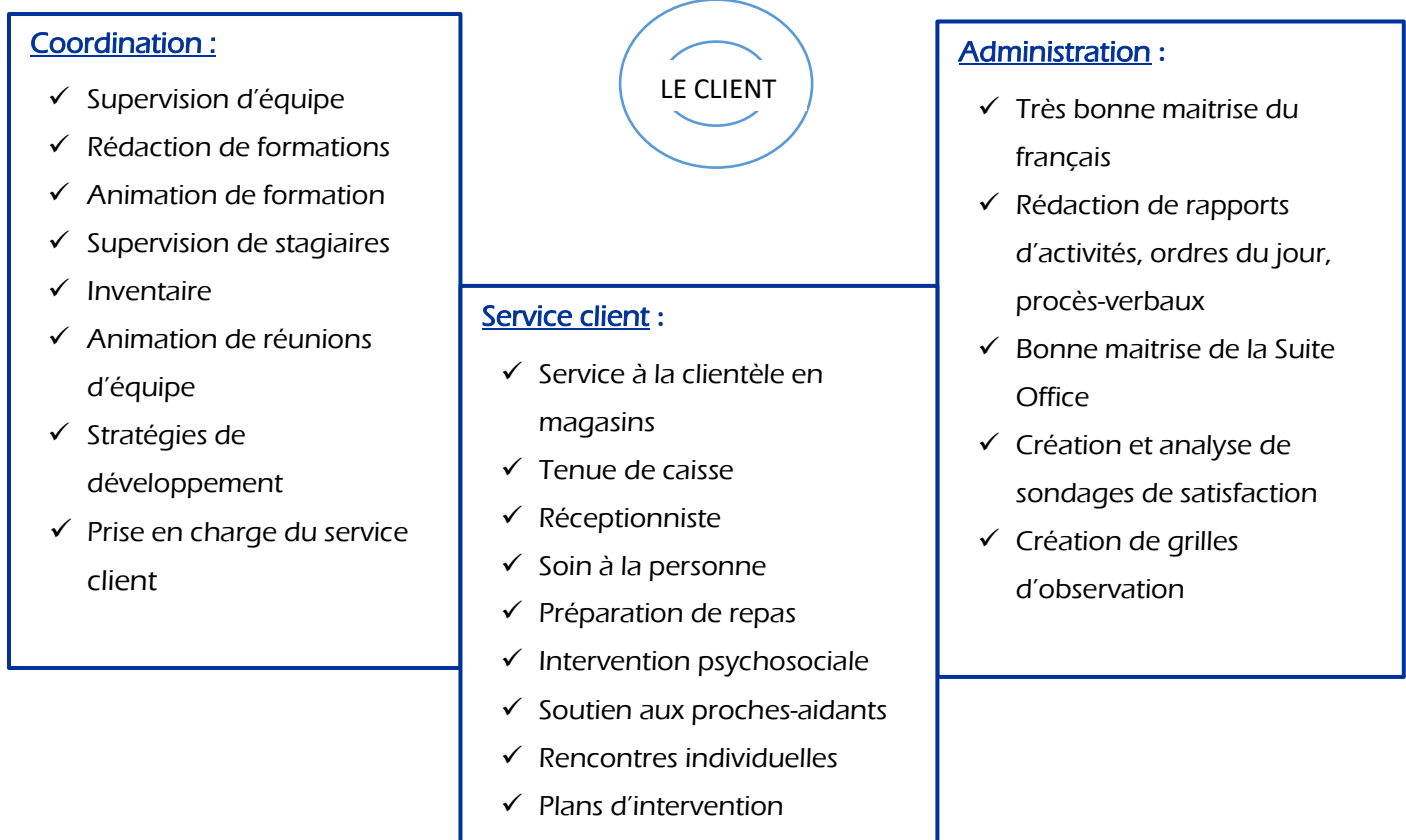 Coordination :
✓ Supervision d'équipe
✓ Rédaction de formations
✓ Animation de formation
✓ Supervision de stagiaires
✓ Inventaire
✓ Animation de réunions
d'équipe
✓ Stratégies de
développement
✓ Prise en charge du service
client
LE CLIENT
Service client :
✓ Service à la clientèle en
magasins
✓ Tenue de caisse
✓ Réceptionniste
✓ Soin à la personne
✓ Préparation de repas
✓ Intervention psychosociale
✓ Soutien aux proches-aidants
✓ Rencontres individuelles
✓ Plans d'intervention
Administration :
✓ Très bonne maitrise du
français
✓ Rédaction de rapports
d'activités, ordres du jour,
procès-verbaux
✓ Bonne maitrise de la Suite
Office
✓ Création et analyse de
sondages de satisfaction
✓ Création de grilles
d'observation